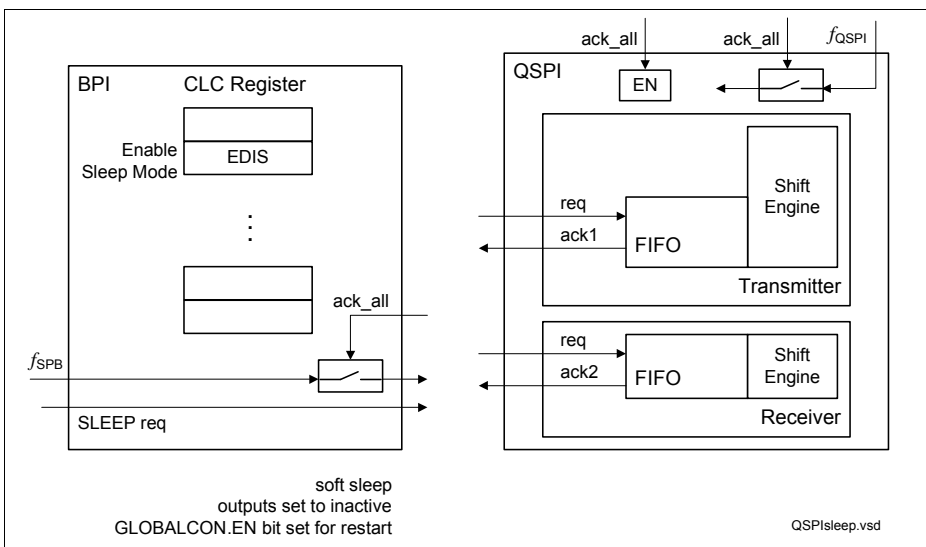 ack_all
ack_all
fQSPI
BPI
CLC Register
QSPI
EN
Enable
Sleep Mode
EDIS
Shift
Engine
req
ack1
FIFO
Transmitter
ack_all
req
ack2
FIFO
Shift
Engine
Receiver
fSPB
SLEEP req
soft sleep
outputs set to inactive
GLOBALCON.EN bit set for restart
QSPIsleep.vsd